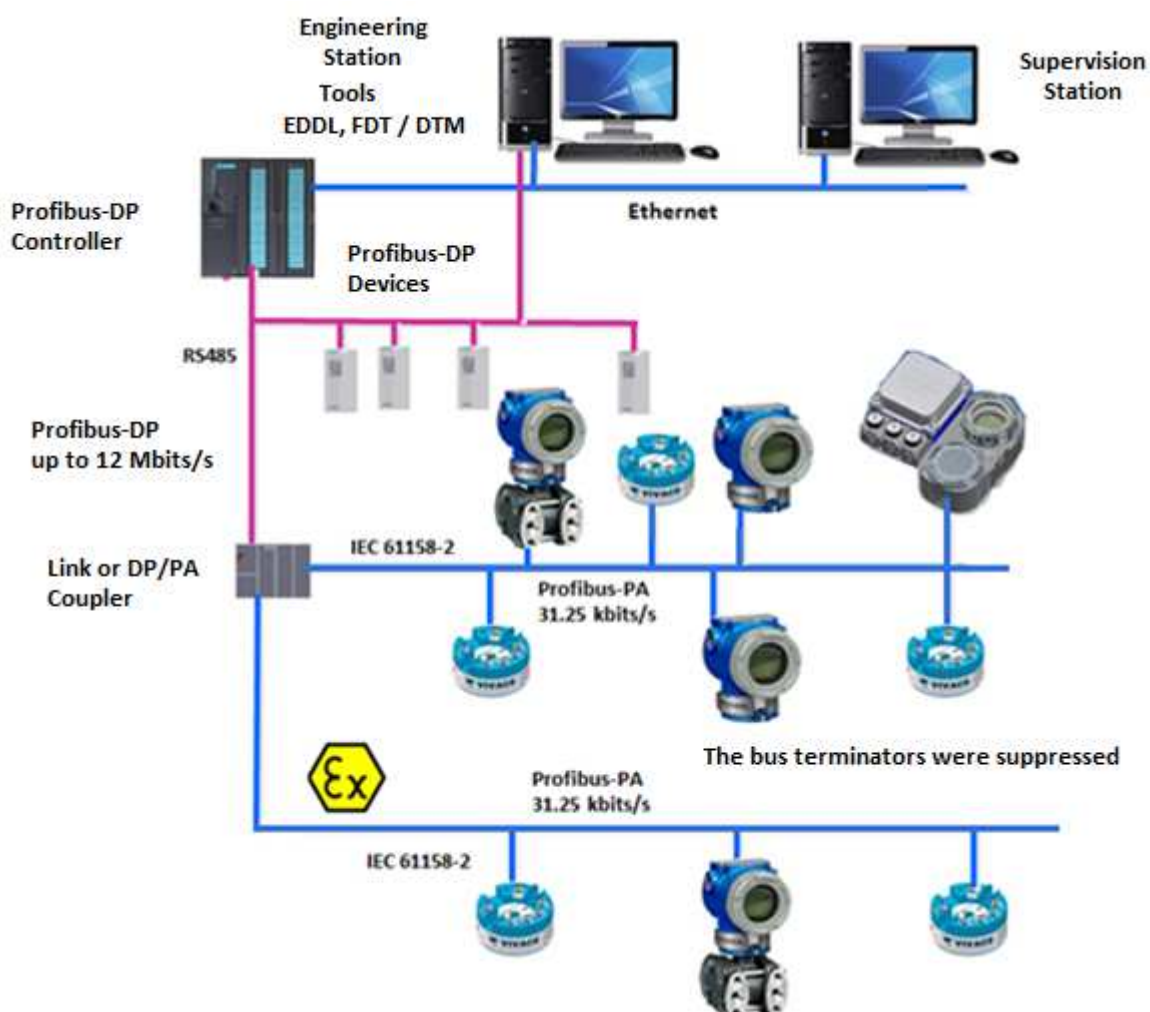 Engineering
Station
Tools
EDDL, FDT / DTM
Supervision
Station
Profibus-DP
Controller
Ethernet
Profibus-DP
Devices
RS485
Profibus-DP
up to 12 Mbits/s
IEC 61158-2
Link or DP/PA
Coupler
Profibus-PA
31.25 kbits/s
The bus terminators were suppressed
Ex
Profibus-PA
31.25 kbits/s
IEC 61158-2